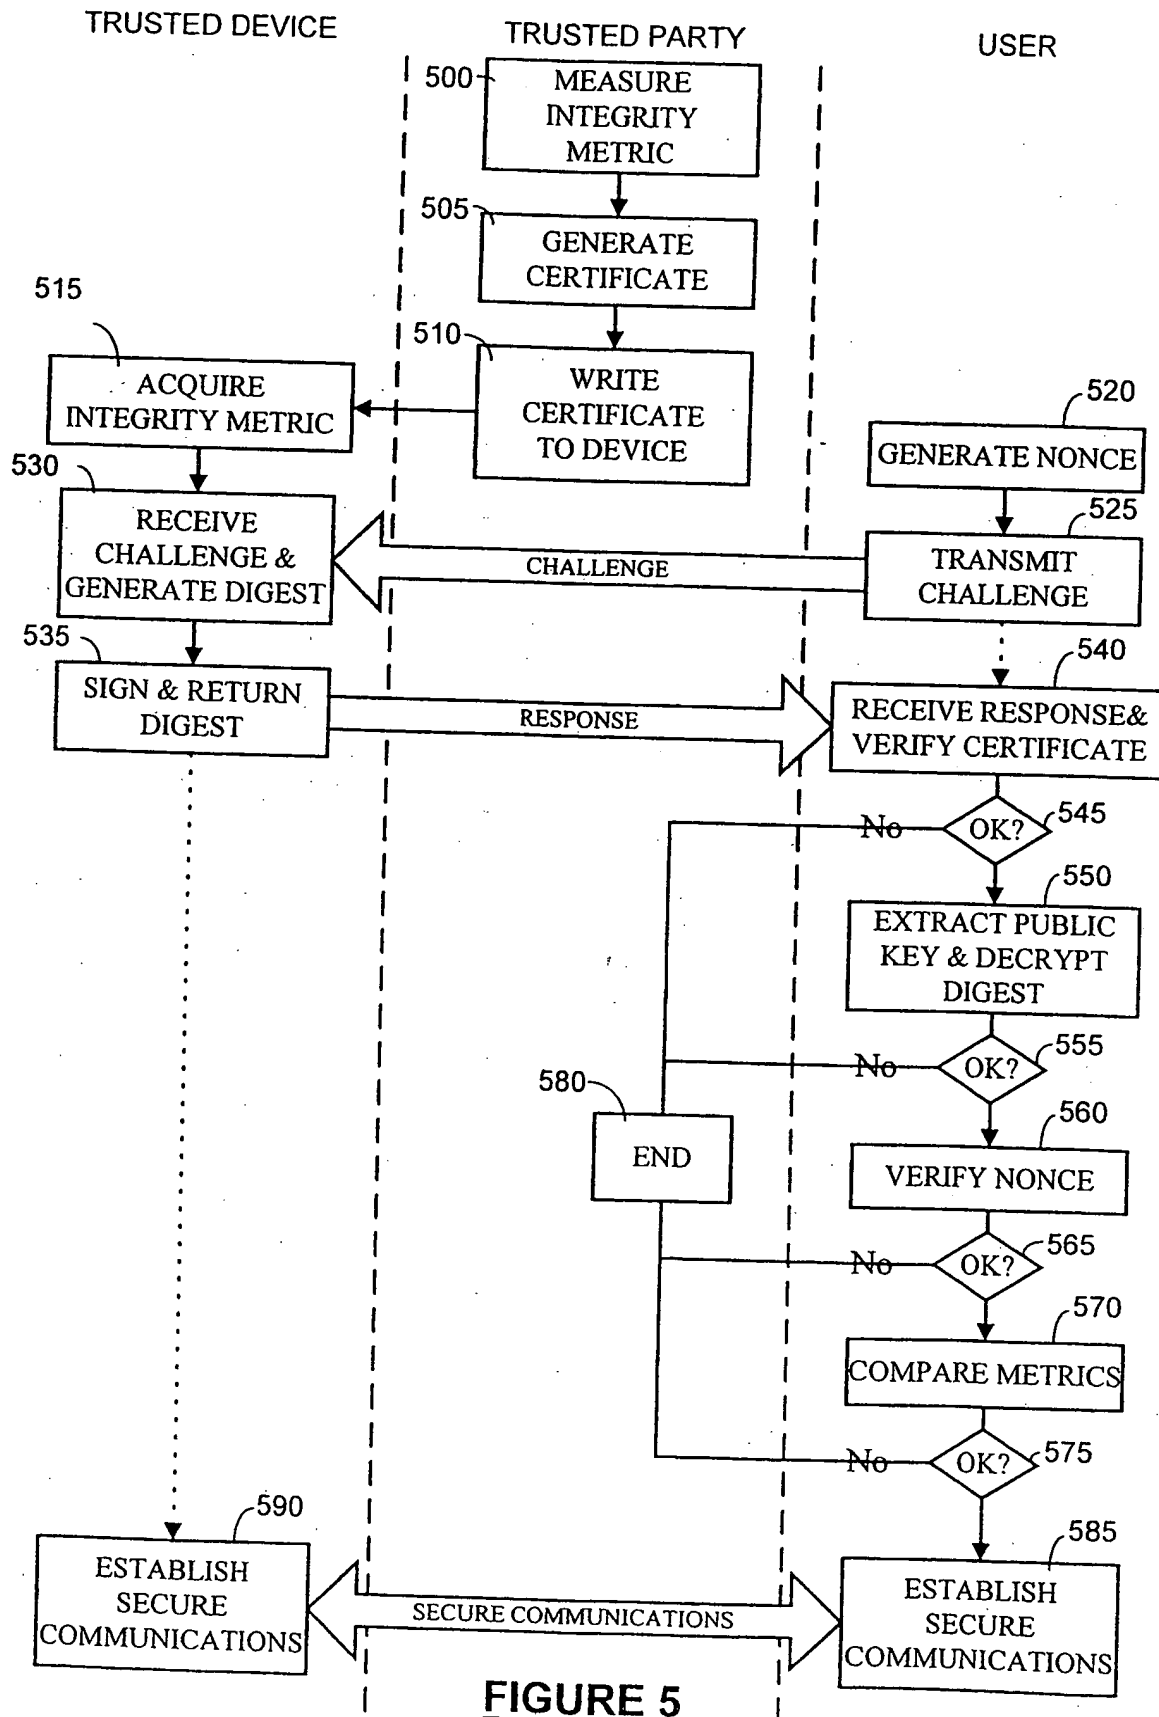 TRUSTED DEVICE
TRUSTED PARTY
USER
500
MEASURE
INTEGRITY
METRIC
505
GENERATE
CERTIFICATE
510
WRITE
CERTIFICATE
TO DEVICE
515
ACQUIRE
INTEGRITY METRIC
520
GENERATE NONCE
530
RECEIVE
CHALLENGE &
GENERATE DIGEST
525
TRANSMIT
CHALLENGE
CHALLENGE
535
SIGN & RETURN
DIGEST
RESPONSE
540
RECEIVE RESPONSE&
VERIFY CERTIFICATE
No
OK?
545
550
EXTRACT PUBLIC
KEY & DECRYPT
DIGEST
No
OK?
555
580
END
560
VERIFY NONCE
No
OK?
565
570
COMPARE METRICS
No
OK?
575
590
ESTABLISH
SECURE
COMMUNICATIONS
SECURE COMMUNICATIONS
585
ESTABLISH
SECURE
COMMUNICATIONS
FIGURE 5